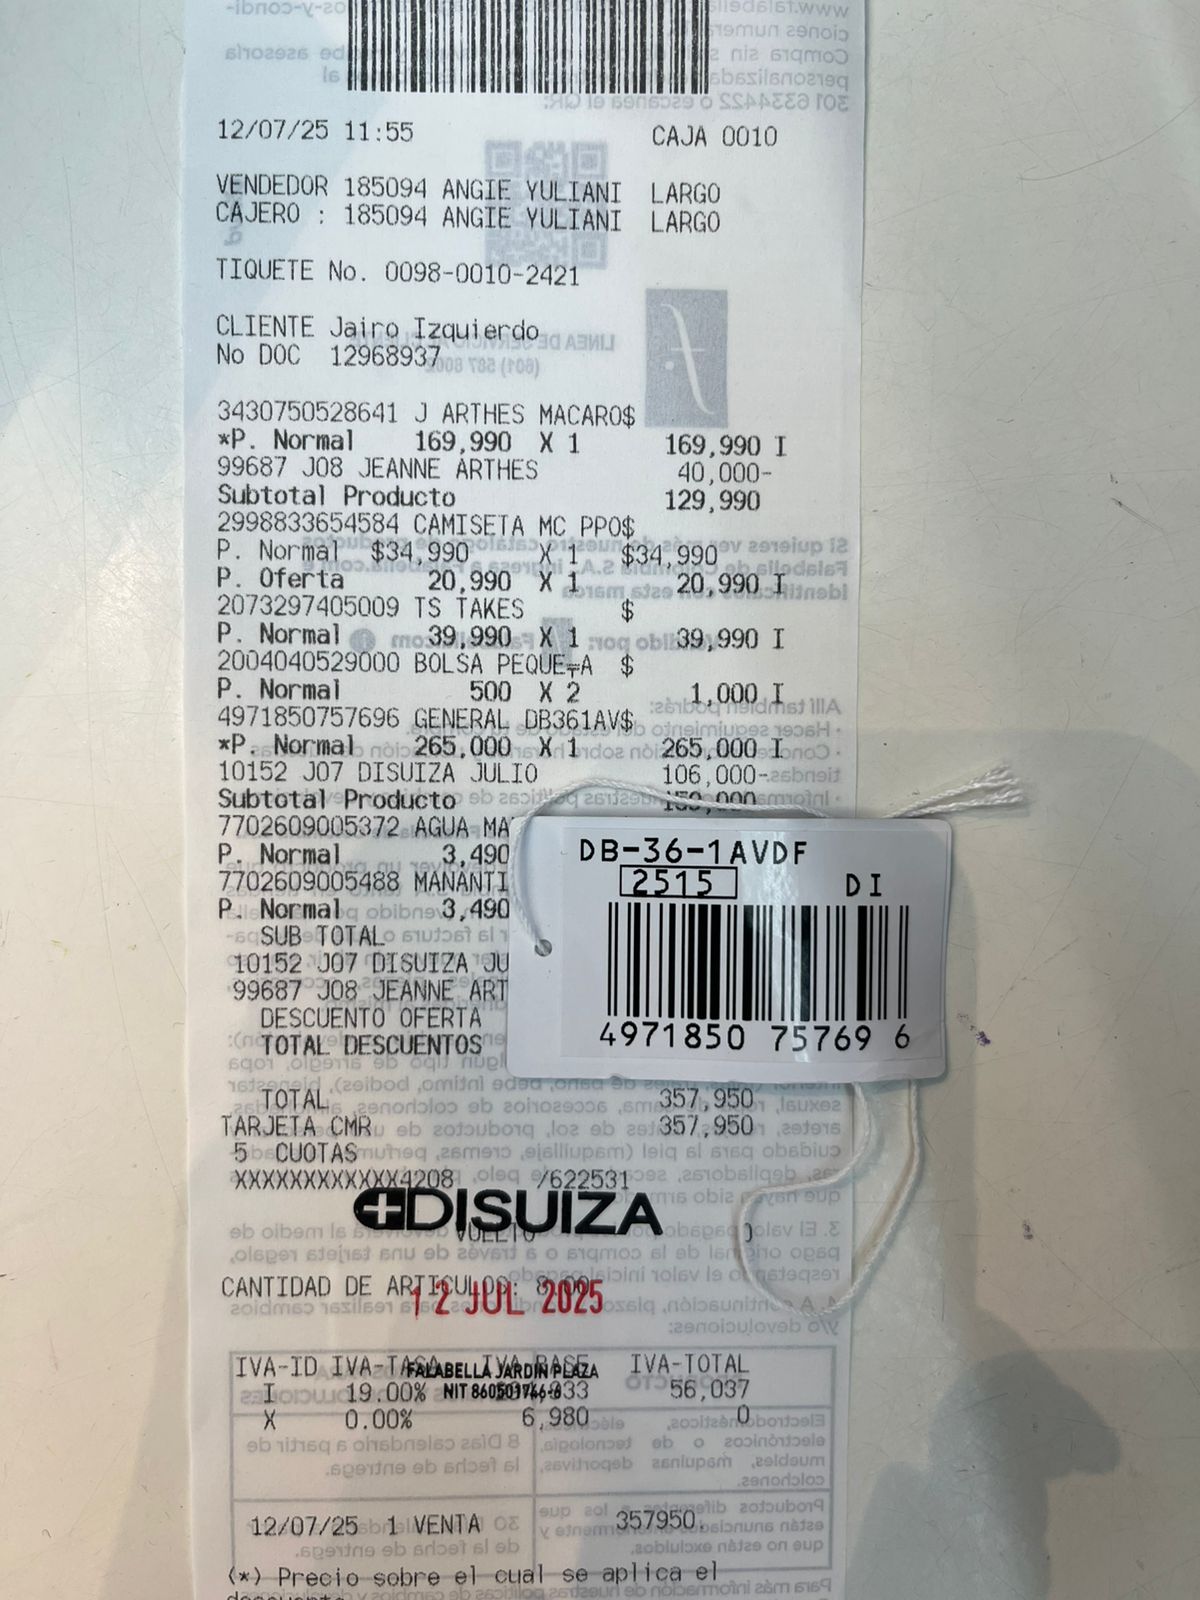 12/07/25 11:55 CAJA 0010
VENDEDOR 185094 ANGIE YULIANI LARGO
CAJERO : 185094 ANGIE YULIANI LARGO
TIQUETE No. 0098-0010-2421
CLIENTE Jairo Izquierdo
No DOC 12968937
3430750528641 J ARTHES MACARO$
*P. Normal 169,990 X 1 169,990 I
99687 J08 JEANNE ARTHES 40,000-
Subtotal Producto 129,990
2998833654584 CAMISETA MC PPO$
P. Normal $34,990 X 1 $34,990
P. Oferta 20,990 X 1 20,990 I
2073297405009 TS TAKES $
P. Normal 39,990 X 1 39,990 I
2004040529000 BOLSA PEQUE╤A $
P. Normal 500 X 2 1,000 I
4971850757696 GENERAL DB361AV$
*P. Normal 265,000 X 1 265,000 I
10152 J07 DISUIZA JULIO 106,000-
Subtotal Producto 159,000
7702609005372 AGUA MA
P. Normal 3,490
7702609005488 MANANTI
P. Normal 3,490
SUB TOTAL
10152 J07 DISUIZA JU
99687 J08 JEANNE ART
DESCUENTO OFERTA
TOTAL DESCUENTOS
DB-36-1AVDF
2515 DI
4971850 75769 6
TOTAL 357,950
TARJETA CMR 357,950
5 CUOTAS
XXXXXXXXXXXX4208 /622531
DISUIZA
VUELTO
CANTIDAD DE ARTICULOS: 8.00
12 JUL 2025
IVA-ID IVA-TASA IVA BASE IVA-TOTAL
FALABELLA JARDIN PLAZA
I 19.00% 56,037
NIT 860501746-6
X 0.00% 6,980 0
12/07/25 1 VENTA 357950.
(*) Precio sobre el cual se aplica el